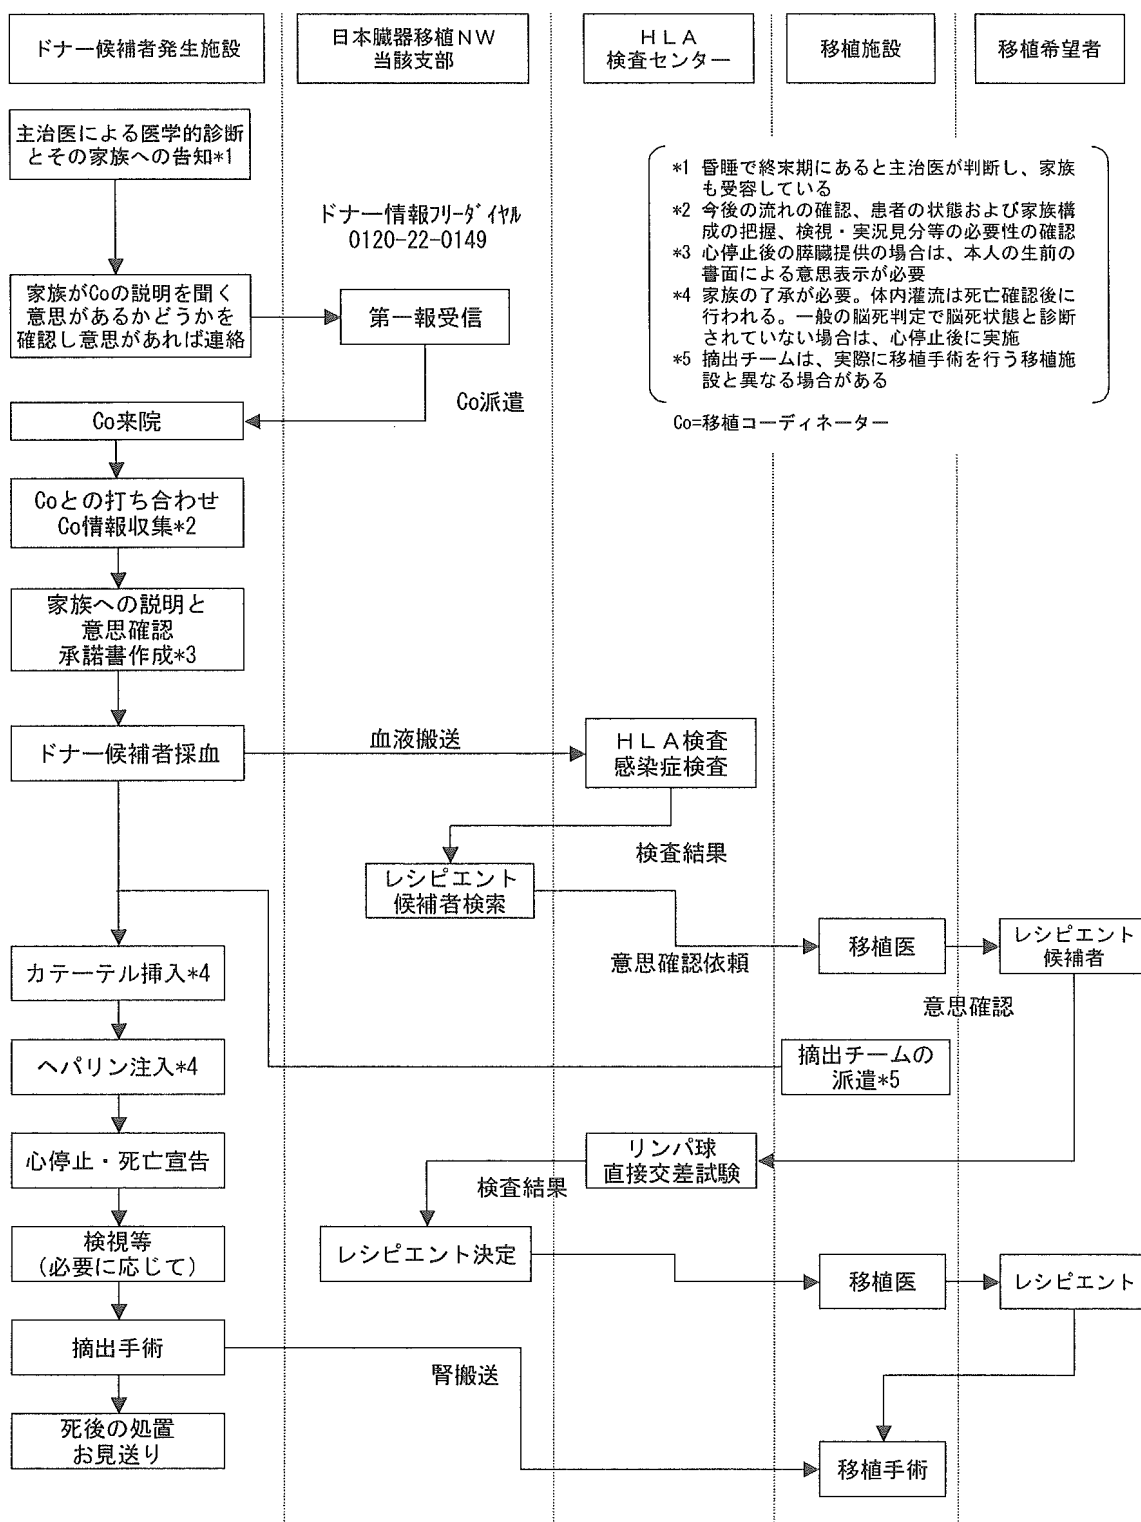 ドナー候補者発生施設
日本臓器移植NW
当該支部
HLA
検査センター
移植施設
移植希望者
主治医による医学的診断
とその家族への告知*1
ドナー情報フリーダイヤル
0120-22-0149
*1 昏睡で終末期にあると主治医が判断し、家族
も受容している
*2 今後の流れの確認、患者の状態および家族構
成の把握、検視・実況見分等の必要性の確認
*3 心停止後の膵臓提供の場合は、本人の生前の
書面による意思表示が必要
*4 家族の了承が必要。体内灌流は死亡確認後に
行われる。一般の脳死判定で脳死状態と診断
されていない場合は、心停止後に実施
*5 摘出チームは、実際に移植手術を行う移植施
設と異なる場合がある
Co=移植コーディネーター
家族がCoの説明を聞く
意思があるかどうかを
確認し意思があれば連絡
第一報受信
Co派遣
Co来院
Coとの打ち合わせ
Co情報収集*2
家族への説明と
意思確認
承諾書作成*3
ドナー候補者採血
血液搬送
HLA検査
感染症検査
検査結果
レシピエント
候補者検索
意思確認依頼
移植医
レシピエント
候補者
意思確認
カテーテル挿入*4
ヘパリン注入*4
摘出チームの
派遣*5
心停止・死亡宣告
リンパ球
直接交差試験
検査結果
検視等
(必要に応じて)
レシピエント決定
移植医
レシピエント
摘出手術
腎搬送
死後の処置
お見送り
移植手術